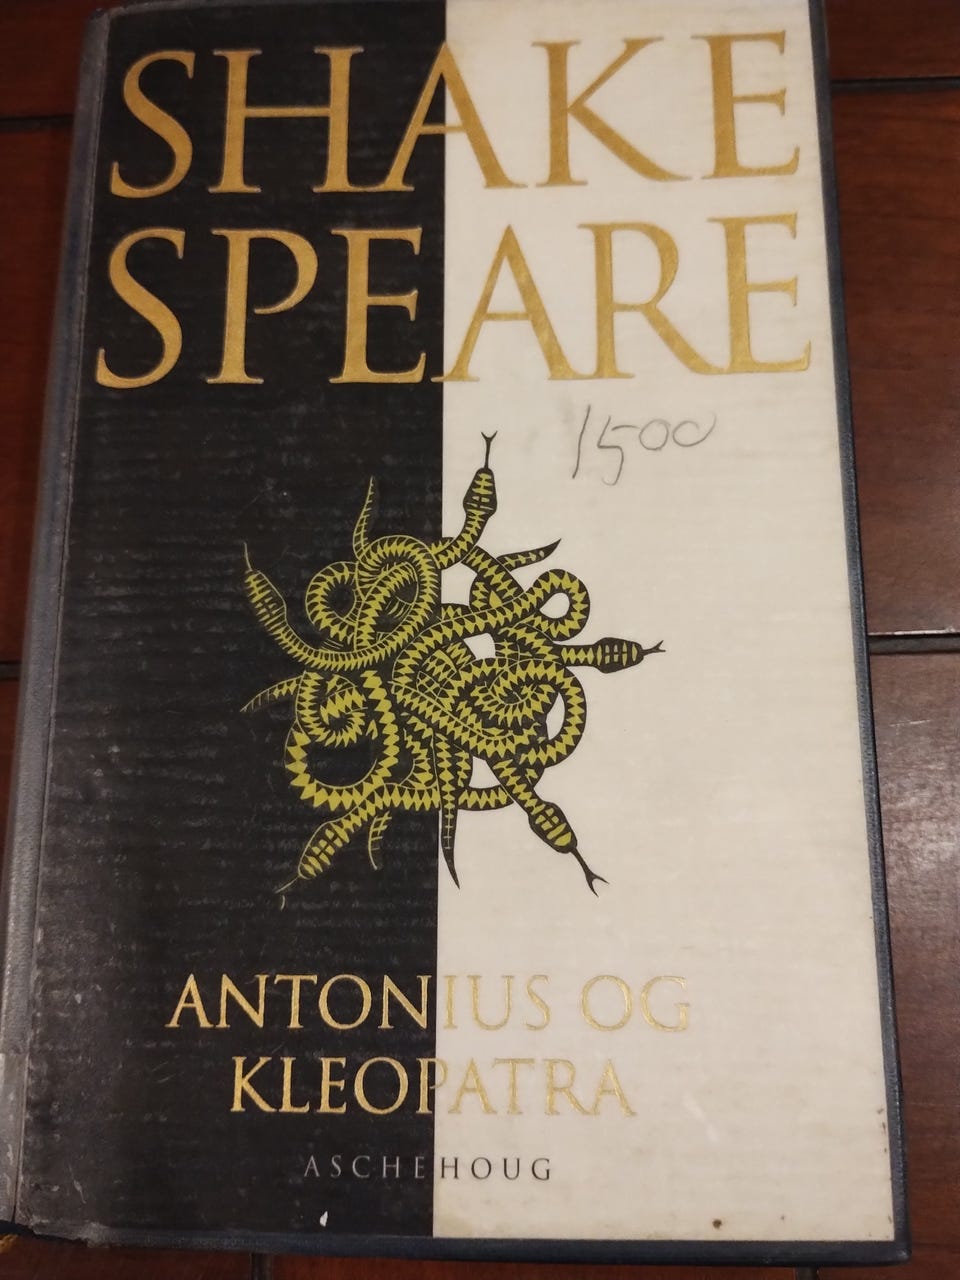 SHAKE
SPEARE
1500
ANTONIUS OG
KLEOPATRA
ASCHEHOUG